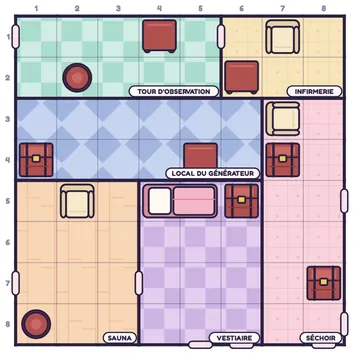 1 2 3 4 5 6 7 8
1
2
TOUR D'OBSERVATION INFIRMERIE
3
4
LOCAL DU GÉNÉRATEUR
5
6
7
8
SAUNA VESTIAIRE SÉCHOIR